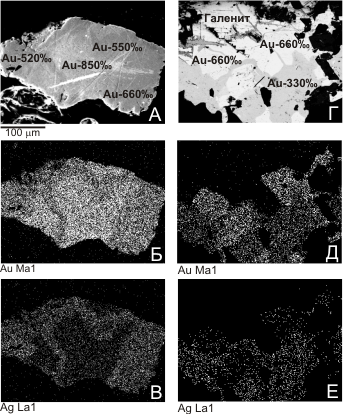 Au-550‰
Au-520‰
Au-850‰
Au-660‰
А
100 µm
Галенит
Au-660‰
Au-660‰
Au-330‰
Г
Б
Au Ma1
Д
Au Ma1
В
Ag La1
Е
Ag La1